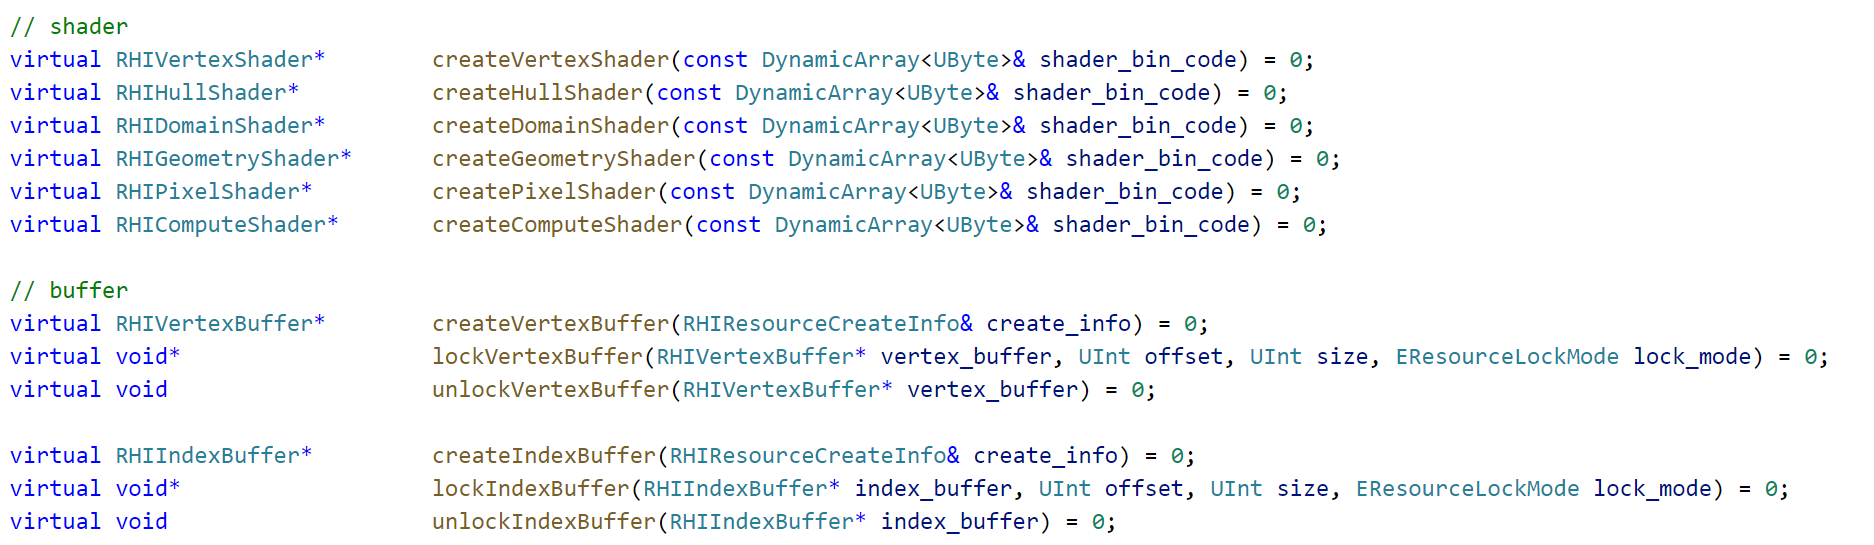 // shader
virtual RHIVertexShader* createVertexShader(const DynamicArray<UByte>& shader_bin_code) = 0;
virtual RHIHullShader* createHullShader(const DynamicArray<UByte>& shader_bin_code) = 0;
virtual RHIDomainShader* createDomainShader(const DynamicArray<UByte>& shader_bin_code) = 0;
virtual RHIGeometryShader* createGeometryShader(const DynamicArray<UByte>& shader_bin_code) = 0;
virtual RHIPixelShader* createPixelShader(const DynamicArray<UByte>& shader_bin_code) = 0;
virtual RHIComputeShader* createComputeShader(const DynamicArray<UByte>& shader_bin_code) = 0;
// buffer
virtual RHIVertexBuffer* createVertexBuffer(RHIResourceCreateInfo& create_info) = 0;
virtual void* lockVertexBuffer(RHIVertexBuffer* vertex_buffer, UInt offset, UInt size, EResourceLockMode lock_mode) = 0;
virtual void unlockVertexBuffer(RHIVertexBuffer* vertex_buffer) = 0;
virtual RHIIndexBuffer* createIndexBuffer(RHIResourceCreateInfo& create_info) = 0;
virtual void* lockIndexBuffer(RHIIndexBuffer* index_buffer, UInt offset, UInt size, EResourceLockMode lock_mode) = 0;
virtual void unlockIndexBuffer(RHIIndexBuffer* index_buffer) = 0;